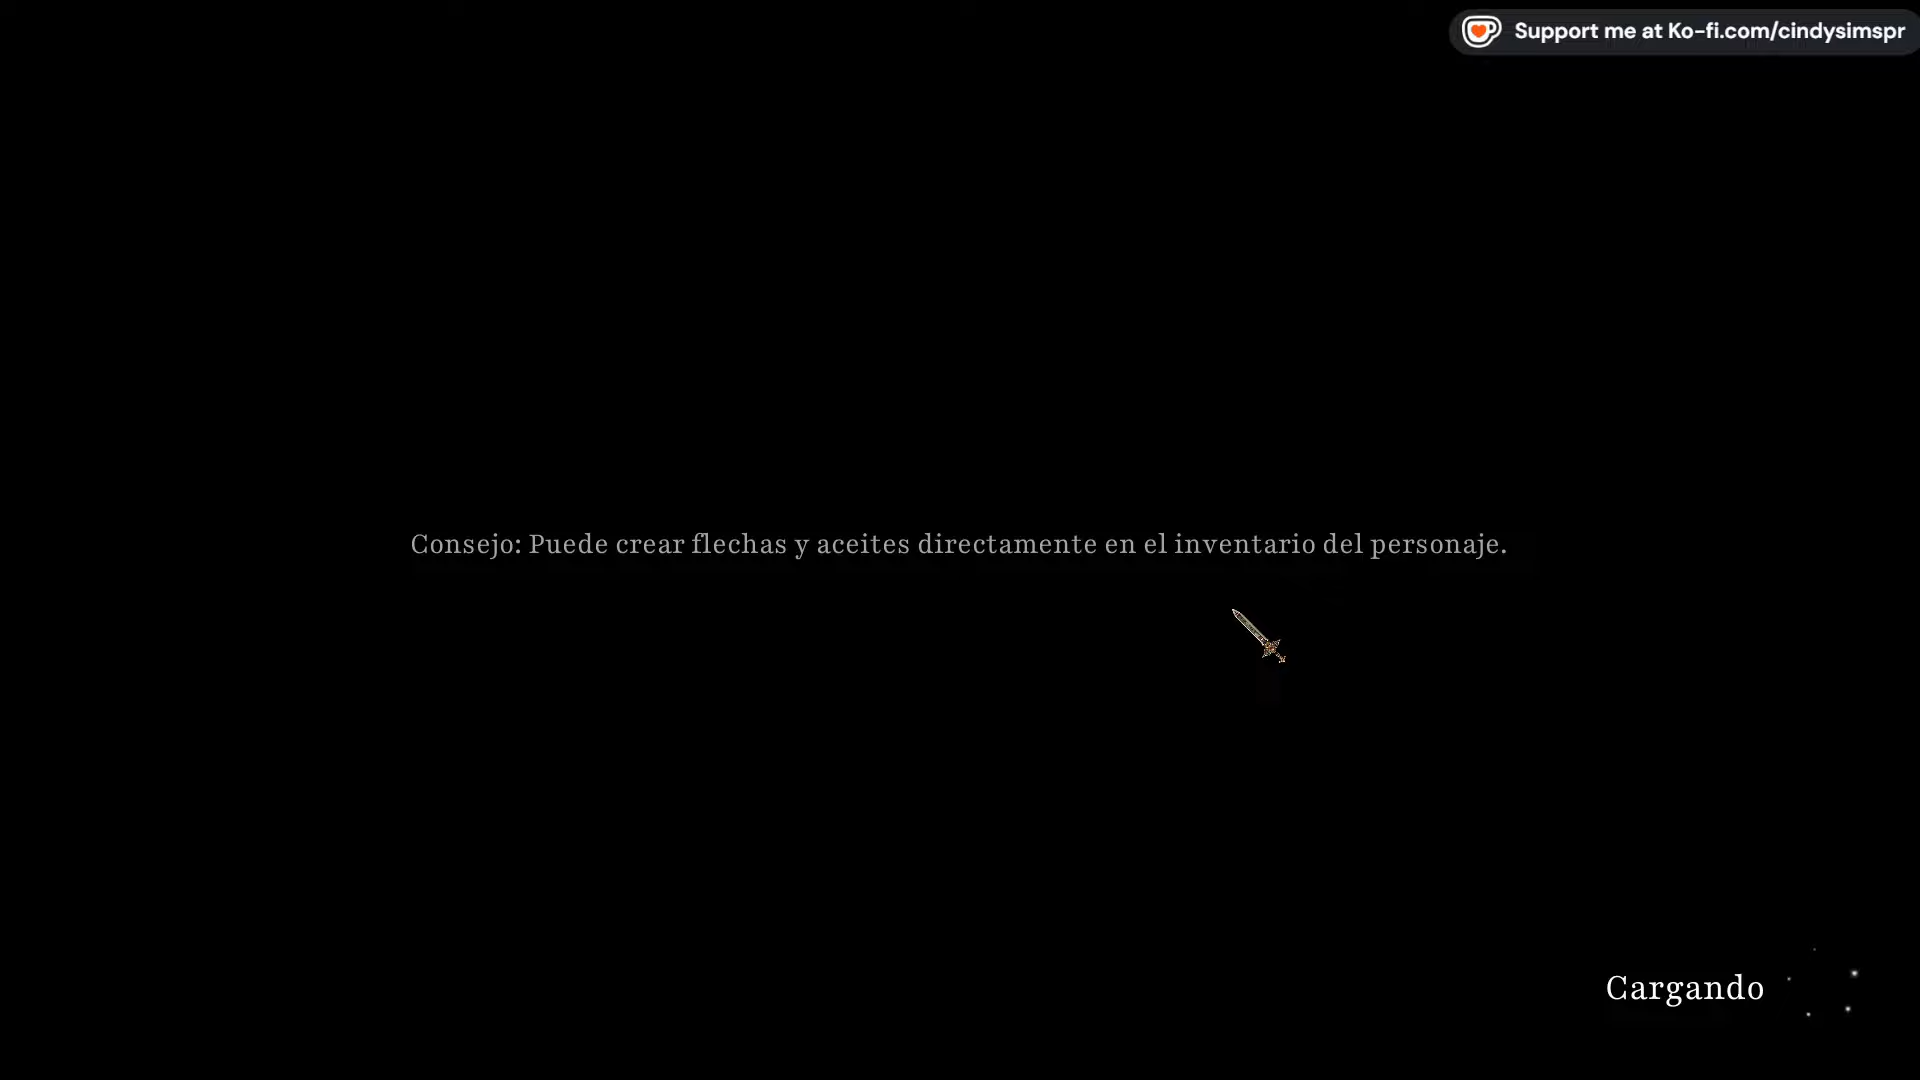 Support me at Ko-fi.com/cindysimspr
Consejo: Puede crear flechas y aceites directamente en el inventario del personaje.
Cargando